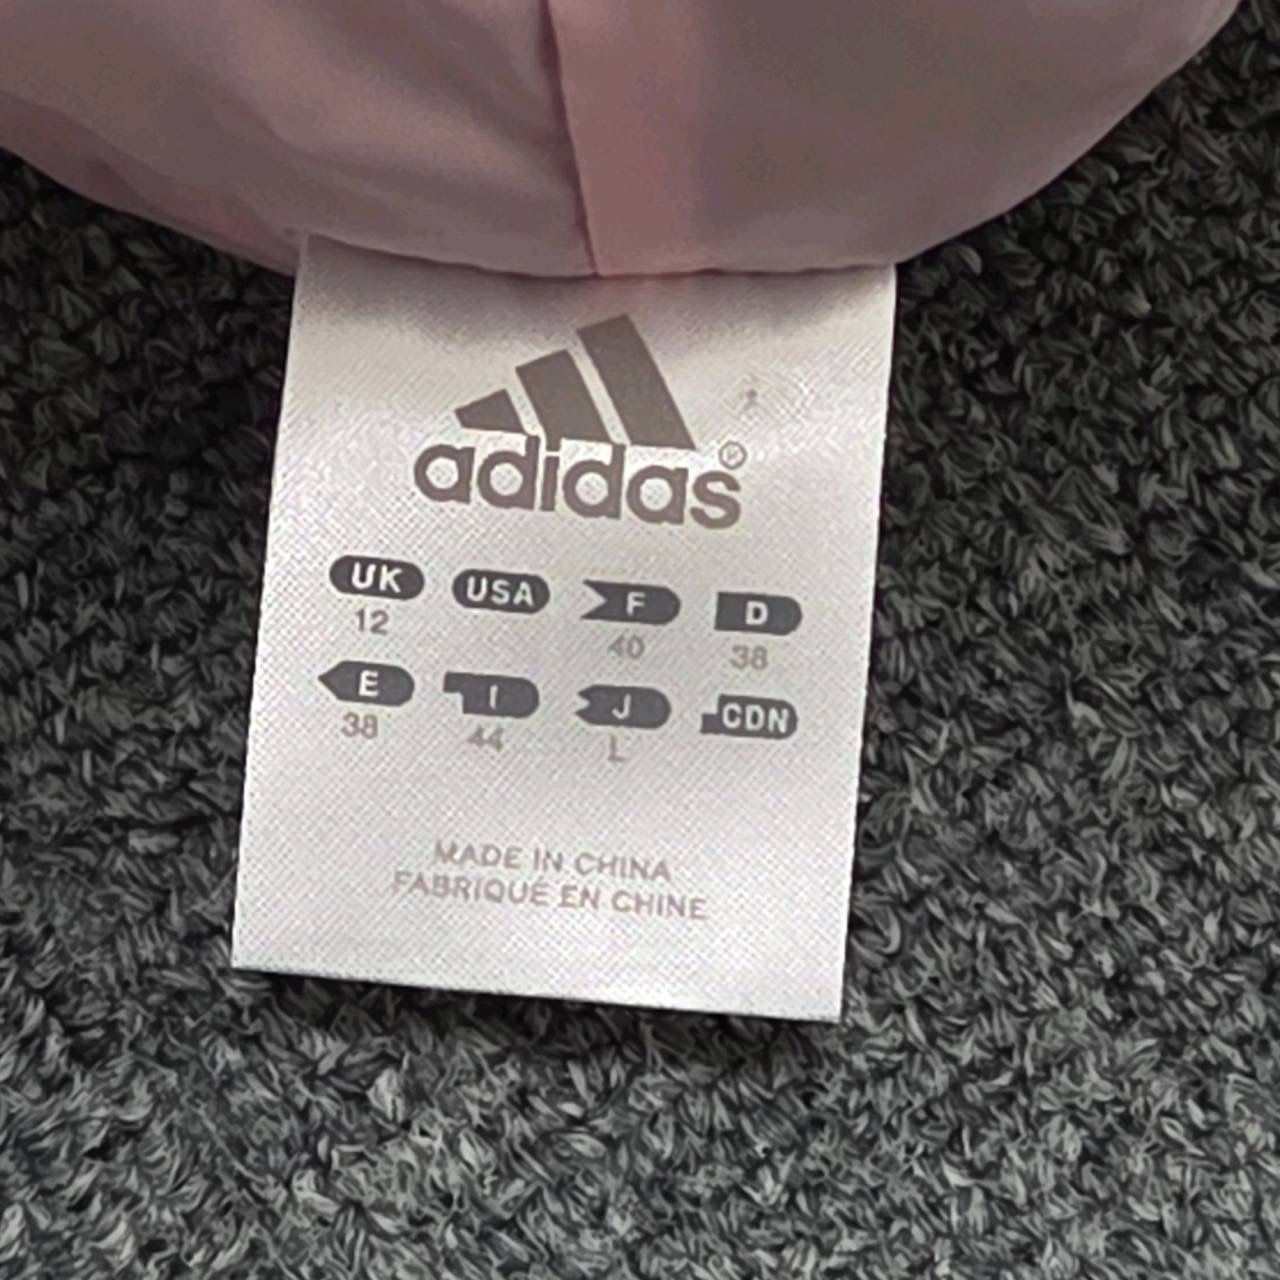 adidas®
UK USA F D
12 40 38
E I J CDN
38 44 L
MADE IN CHINA
FABRIQUÉ EN CHINE